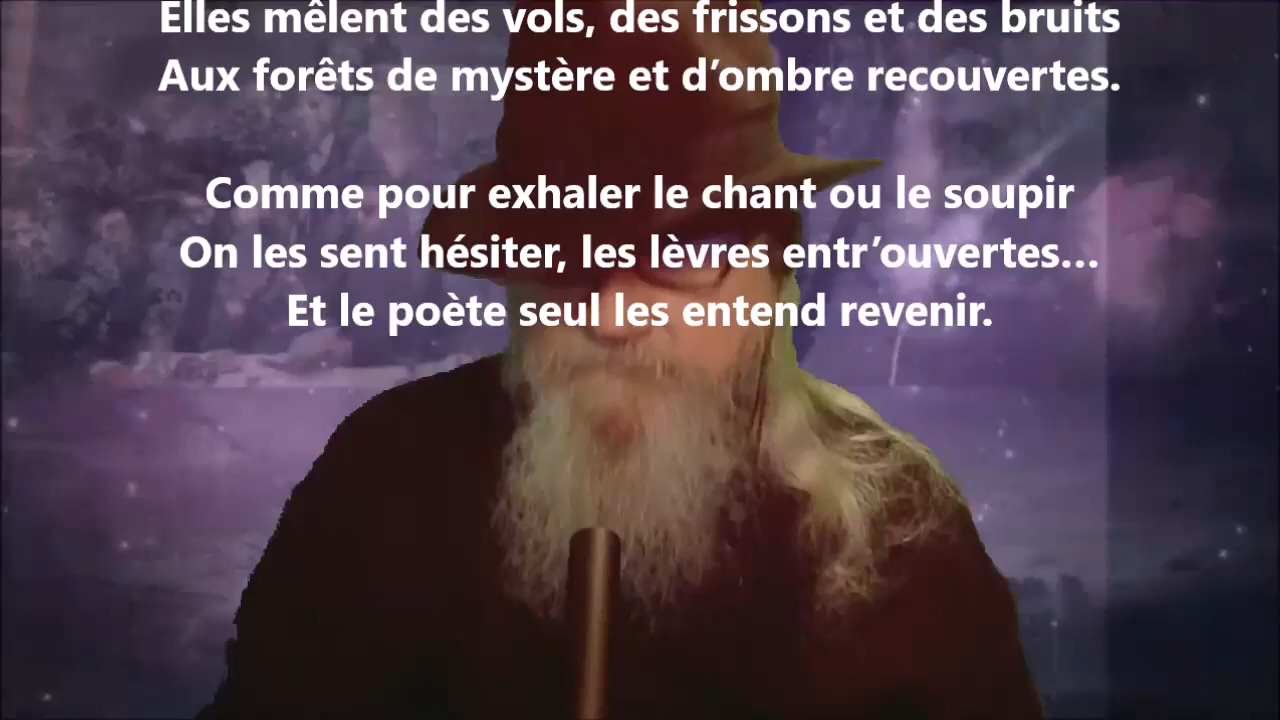 Elles mêlent des vols, des frissons et des bruits
Aux forêts de mystère et d’ombre recouvertes.
Comme pour exhaler le chant ou le soupir
On les sent hésiter, les lèvres entr’ouvertes…
Et le poète seul les entend revenir.